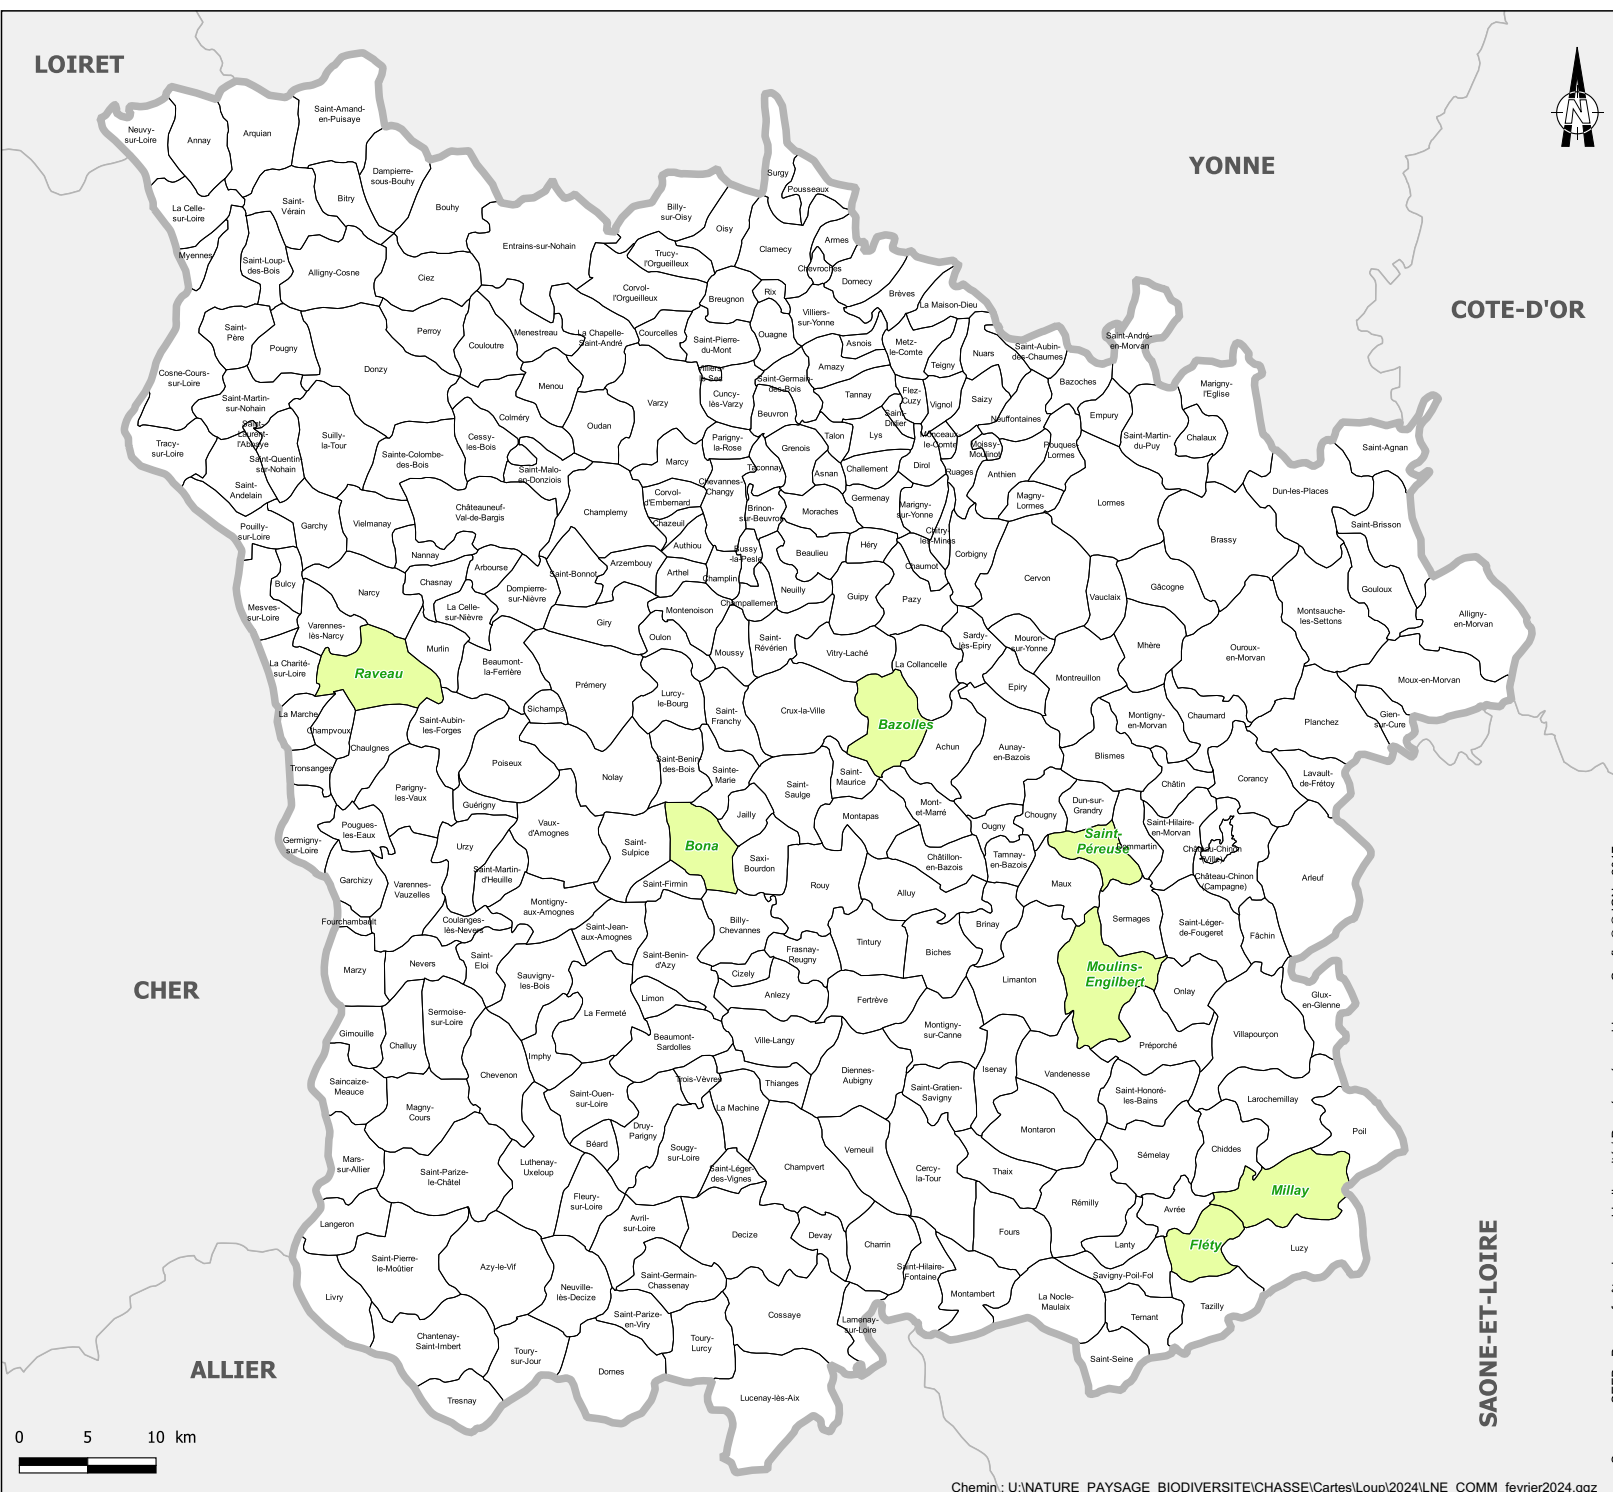 LOIRET
YONNE
COTE-D'OR
CHER
ALLIER
SAONE-ET-LOIRE
N
Neuvy-
sur-Loire
Annay
Arquian
Saint-Amand-
en-Puisaye
Dampierre-
sous-Bouhy
Bouhy
La Celle-
sur-Loire
Saint-
Vérain
Bitry
Myennes
Saint-Loup-
des-Bois
Alligny-Cosne
Ciez
Entrains-sur-Nohain
Billy-
sur-Oisy
Oisy
Surgy
Pousseaux
Clamecy
Armes
Chevroches
Dornecy
Brèves
La Maison-Dieu
Trucy-
l'Orgueilleux
Corvol-
l'Orgueilleux
Breugnon
Rix
Villiers-
sur-Yonne
Saint-
Père
Pougny
Donzy
Perroy
Couloutre
Menestreau
La Chapelle-
Saint-André
Courcelles
Saint-Pierre-
du-Mont
Ouagne
Asnois
Metz-
le-Comte
Teigny
Nuars
Saint-Aubin-
des-Chaumes
Saint-André-
en-Morvan
Cosne-Cours-
sur-Loire
Saint-Martin-
sur-Nohain
Menou
Varzy
Cuncy-
lès-Varzy
Saint-Germain-
des-Bois
Amazy
Tannay
Flez-
Cuzy
Vignol
Saizy
Bazoches
Empury
Marigny-
l'Eglise
Tracy-
sur-Loire
Saint-
Laurent-
l'Abbaye
Suilly-
la-Tour
Colméry
Oudan
Beuvron
Saint-
Didier
Neuffontaines
Saint-Martin-
du-Puy
Chalaux
Saint-Agnan
Saint-Quentin-
sur-Nohain
Sainte-Colombe-
des-Bois
Cessy-
les-Bois
Saint-Malo-
en-Donziois
Marcy
Parigny-
la-Rose
Taconnay
Grenois
Talon
Lys
Monceaux-
le-Comte
Moissy-
Moulinot
Pouques-
Lormes
Saint-
Andelain
Asnan
Challement
Dirol
Ruages
Anthien
Dun-les-Places
Pouilly-
sur-Loire
Garchy
Vielmanay
Châteauneuf-
Val-de-Bargis
Champlemy
Corvol-
d'Embernard
Chevannes-
Changy
Brinon-
sur-Beuvron
Moraches
Germenay
Marigny-
sur-Yonne
Magny-
Lormes
Lormes
Brassy
Saint-Brisson
Chazeuil
Authiou
Bussy
-la-Pesle
Beaulieu
Héry
Chitry-
les-Mines
Corbigny
Nannay
Arbourse
Saint-Bonnot
Arzembouy
Arthel
Champlin
Chaumot
Cervon
Bulcy
Narcy
Chasnay
Dompierre-
sur-Nièvre
Champallement
Neuilly
Guipy
Pazy
Vauclaix
Gâcogne
Gouloux
Mesves-
sur-Loire
Varennes-
lès-Narcy
La Celle-
sur-Nièvre
Giry
Montenoison
Montsauche-
les-Settons
Alligny-
en-Morvan
La Charité-
sur-Loire
Raveau
Murlin
Beaumont-
la-Ferrière
Oulon
Moussy
Saint-
Révérien
Vitry-Laché
La Collancelle
Sardy-
lès-Epiry
Mouron-
sur-Yonne
Mhère
Ouroux-
en-Morvan
Prémery
Lurcy-
le-Bourg
Epiry
Montreuillon
Moux-en-Morvan
La Marche
Champvoux
Saint-Aubin-
les-Forges
Sichamps
Saint-
Franchy
Crux-la-Ville
Bazolles
Achun
Aunay-
en-Bazois
Montigny-
en-Morvan
Chaumard
Planchez
Gien-
sur-Cure
Chaulgnes
Poiseux
Nolay
Saint-Benin-
des-Bois
Sainte-
Marie
Saint-
Saulge
Saint-
Maurice
Blismes
Châtin
Corancy
Lavault-
de-Frétoy
Tronsanges
Parigny-
les-Vaux
Guérigny
Jailly
Montapas
Mont-
et-Marré
Ougny
Chougny
Dun-sur-
Grandry
Saint-Hilaire-
en-Morvan
Germigny-
sur-Loire
Pougues-
les-Eaux
Urzy
Vaux-
d'Amognes
Saint-
Sulpice
Bona
Saxi-
Bourdon
Châtillon-
en-Bazois
Tamnay-
en-Bazois
Saint-
Péreuse
Dommartin
Château-Chinon
(Ville)
Château-Chinon
(Campagne)
Arleuf
Garchizy
Varennes-
Vauzelles
Saint-Martin-
d'Heuille
Saint-Firmin
Rouy
Alluy
Maux
Fourchambault
Coulanges-
lès-Nevers
Montigny-
aux-Amognes
Saint-Jean-
aux-Amognes
Billy-
Chevannes
Brinay
Sermages
Saint-Léger-
de-Fougeret
Fâchin
Marzy
Nevers
Saint-
Eloi
Sauvigny-
les-Bois
Saint-Benin-
d'Azy
Cizely
Frasnay-
Reugny
Tintury
Biches
Limanton
Moulins-
Engilbert
Onlay
Glux-
en-Glenne
Gimouille
Challuy
Sermoise-
sur-Loire
La Fermeté
Limon
Anlezy
Fertrève
Montigny-
sur-Canne
Préporché
Villapourçon
Imphy
Beaumont-
Sardolles
Ville-Langy
Diennes-
Aubigny
Isenay
Vandenesse
Saincaize-
Meauce
Magny-
Cours
Chevenon
Saint-Ouen-
sur-Loire
Trois-Vèvres
Thianges
Saint-Gratien-
Savigny
Saint-Honoré-
les-Bains
Larochemillay
Druy-
Parigny
La Machine
Montaron
Poil
Mars-
sur-Allier
Saint-Parize-
le-Châtel
Luthenay-
Uxeloup
Béard
Sougy-
sur-Loire
Saint-Léger-
des-Vignes
Champvert
Verneuil
Cercy-
la-Tour
Thaix
Sémelay
Chiddes
Millay
Langeron
Fleury-
sur-Loire
Avril-
sur-Loire
Decize
Devay
Charrin
Fours
Rémilly
Avrée
Lanty
Fléty
Luzy
Saint-Pierre-
le-Moûtier
Azy-le-Vif
Neuville-
lès-Decize
Saint-Germain-
Chassenay
Saint-Hilaire-
Fontaine
Montambert
La Nocle-
Maulaix
Savigny-Poil-Fol
Ternant
Tazilly
Livry
Chantenay-
Saint-Imbert
Toury-
sur-Jour
Saint-Parize-
en-Viry
Dornes
Toury-
Lurcy
Cossaye
Lamenay-
sur-Loire
Saint-Seine
Tresnay
Lucenay-lès-Aix
0 5 10 km
Chemin : U:\NATURE_PAYSAGE_BIODIVERSITE\CHASSE\Cartes\Loup\2024\LNE_COMM_fevrier2024.qgz